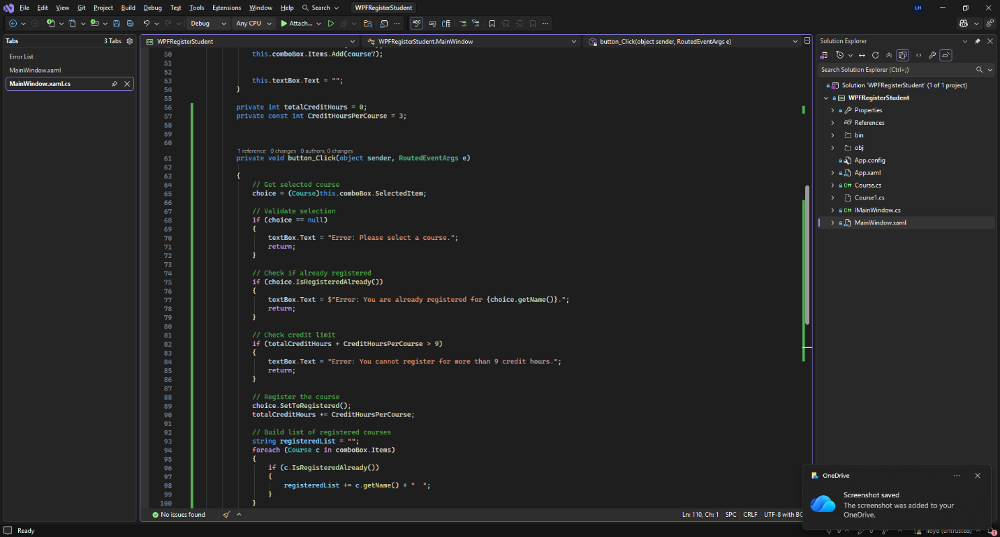 File Edit View Git Project Build Debug Test Tools Extensions Window Help Search WPFRegisterStudent LH
Debug Any CPU Attach... ABC
Tabs 3 Tabs
Error List
MainWindow.xaml
MainWindow.xaml.cs
WPFRegisterStudent WPFRegisterStudent.MainWindow button_Click(object sender, RoutedEventArgs e)
50 this.comboBox.Items.Add(course7);
51
52
53 this.textBox.Text = "";
54 }
55
56 private int totalCreditHours = 0;
57 private const int CreditHoursPerCourse = 3;
58
59
60
1 reference | 0 changes | 0 authors, 0 changes
61 private void button_Click(object sender, RoutedEventArgs e)
62
63 {
64 // Get selected course
65 choice = (Course)this.comboBox.SelectedItem;
66
67 // Validate selection
68 if (choice == null)
69 {
70 textBox.Text = "Error: Please select a course.";
71 return;
72 }
73
74 // Check if already registered
75 if (choice.IsRegisteredAlready())
76 {
77 textBox.Text = $"Error: You are already registered for {choice.getName()}.";
78 return;
79 }
80
81 // Check credit limit
82 if (totalCreditHours + CreditHoursPerCourse > 9)
83 {
84 textBox.Text = "Error: You cannot register for more than 9 credit hours.";
85 return;
86 }
87
88 // Register the course
89 choice.SetToRegistered();
90 totalCreditHours += CreditHoursPerCourse;
91
92 // Build list of registered courses
93 string registeredList = "";
94 foreach (Course c in comboBox.Items)
95 {
96 if (c.IsRegisteredAlready())
97 {
98 registeredList += c.getName() + "  ";
99 }
100 }
No issues found Ln: 110, Ch: 1 SPC CRLF UTF-8 with BO
Solution Explorer
Search Solution Explorer (Ctrl+;)
Solution 'WPFRegisterStudent' (1 of 1 project)
WPFRegisterStudent
Properties
References
bin
obj
App.config
App.xaml
C# Course.cs
Course1.cs
C# IMainWindow.cs
MainWindow.xaml
OneDrive
Screenshot saved
The screenshot was added to your
OneDrive.
Ready
lloyd (untrusted)
1